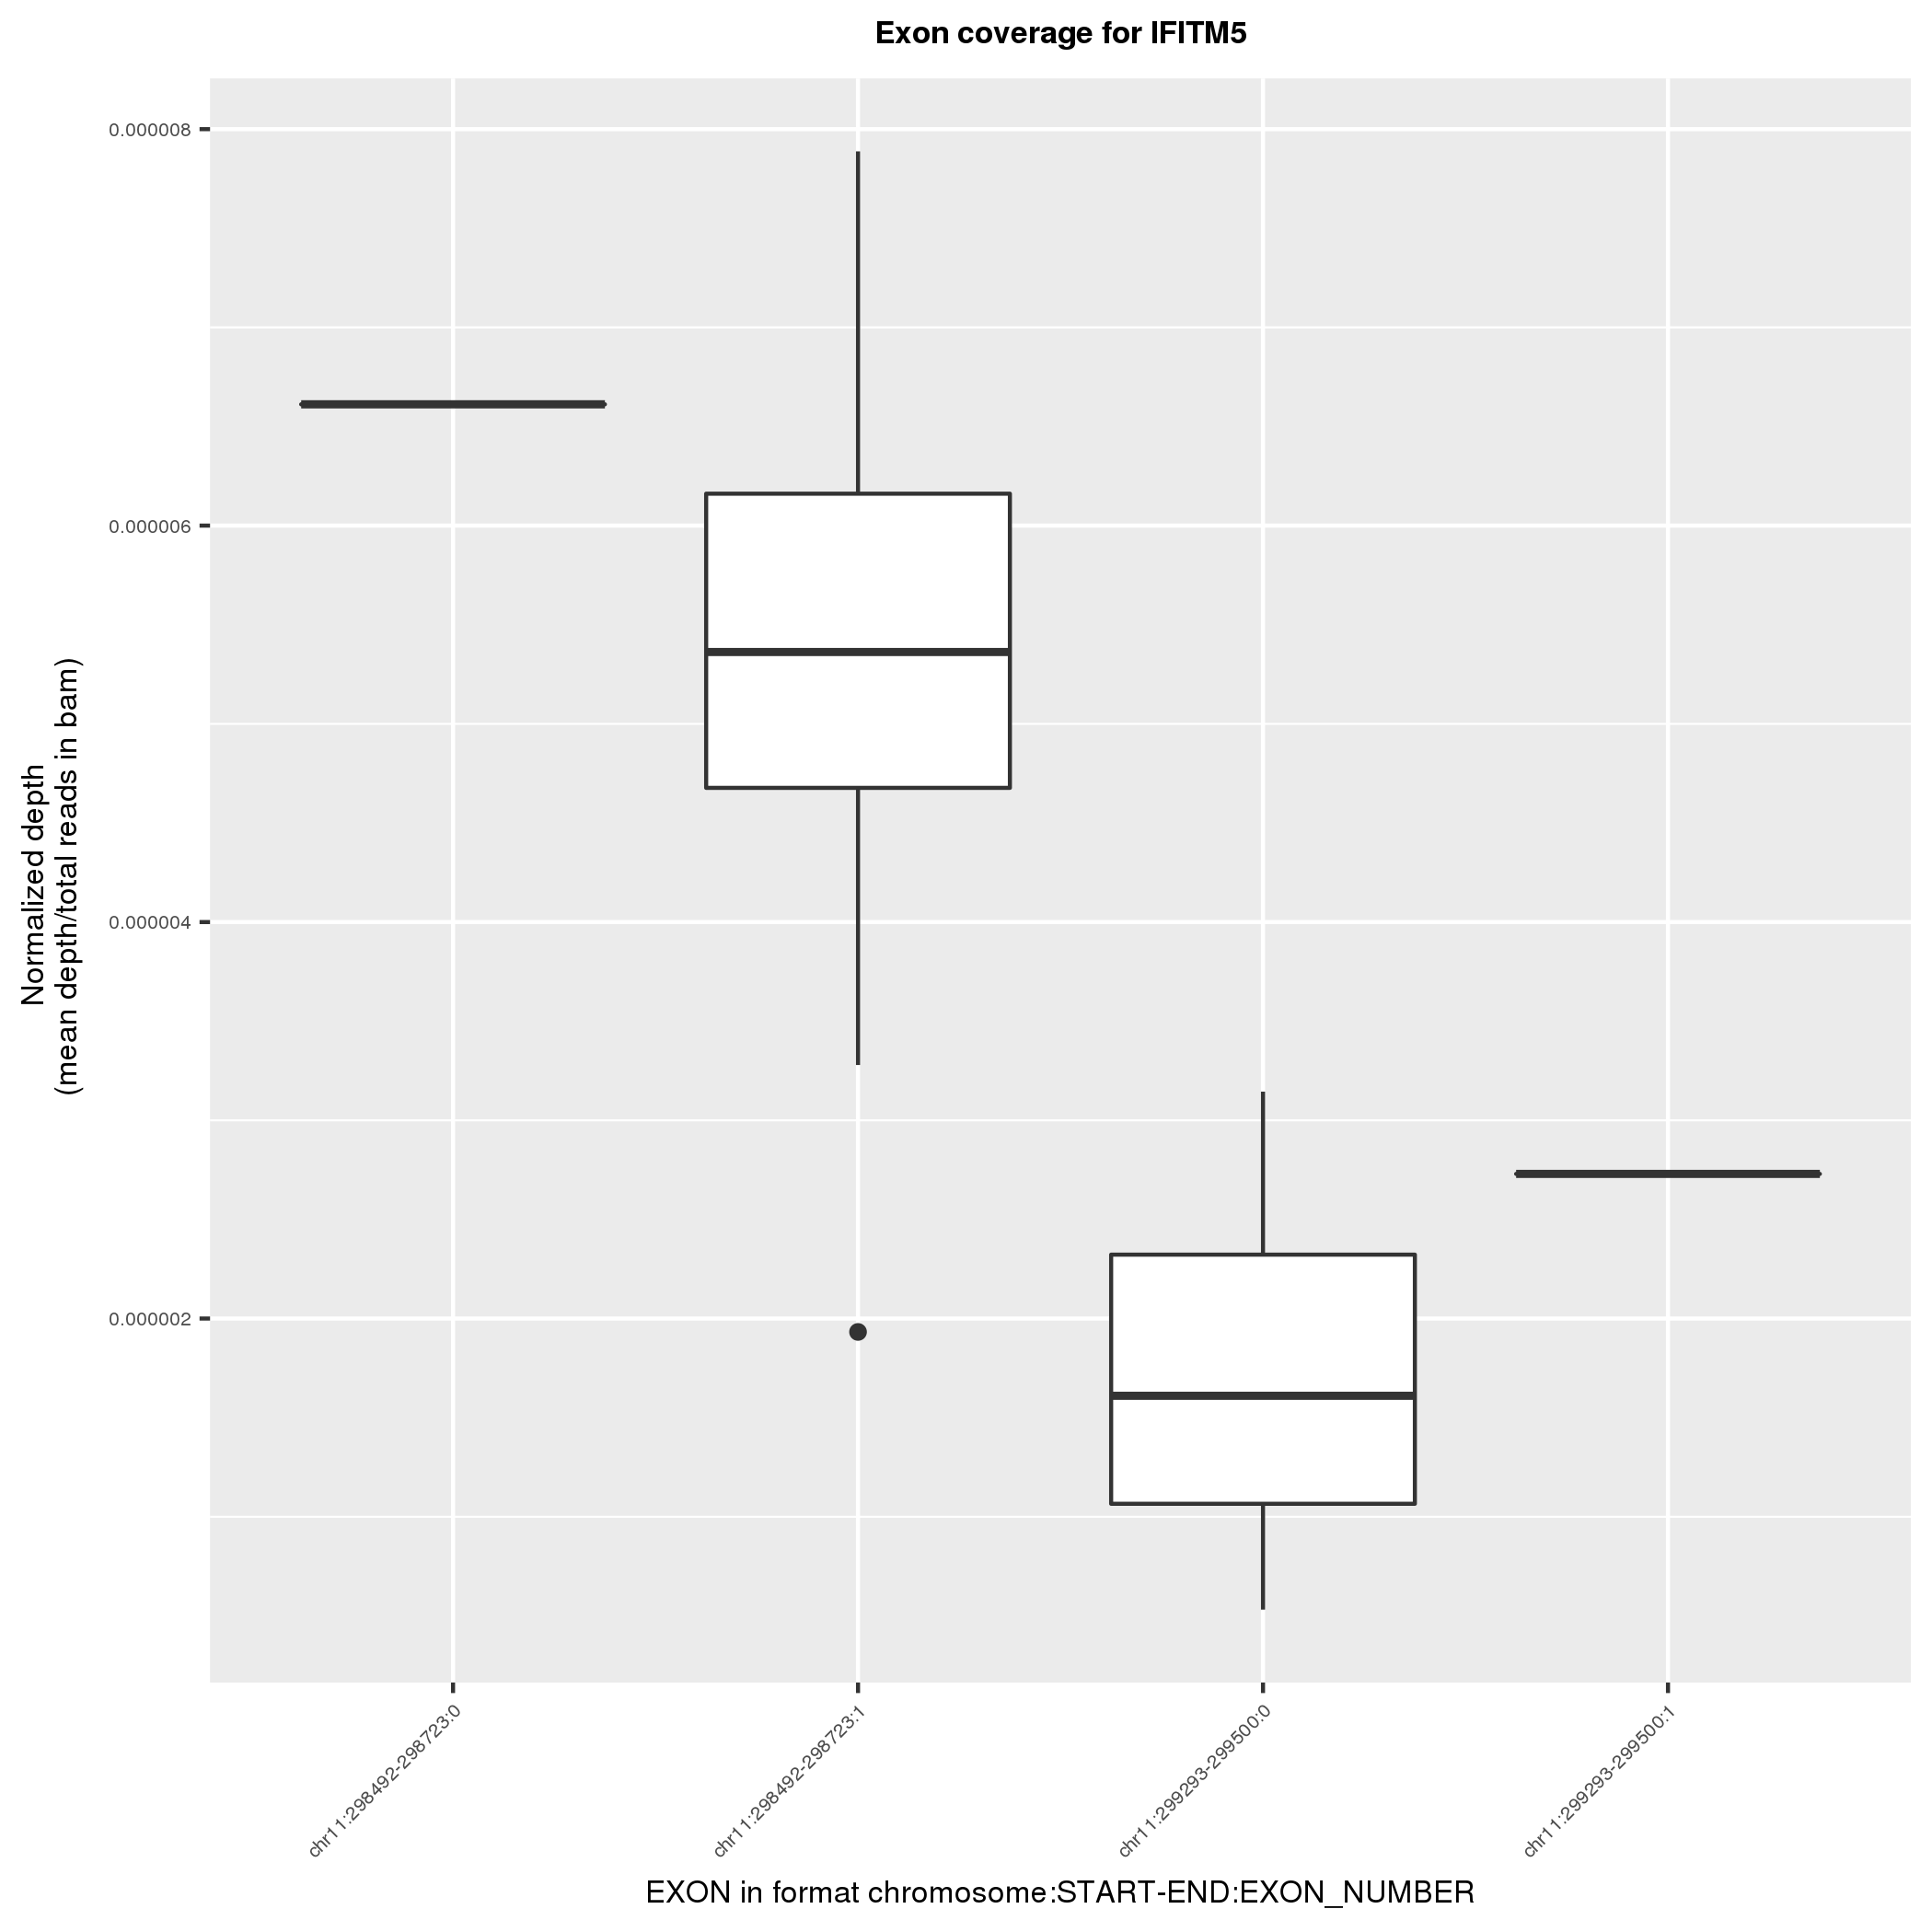 Exon coverage for IFITM5
0.000008
0.000006
0.000004
0.000002
Normalized depth
(mean depth/total reads in bam)
chr11:298492-298723:0
chr11:298492-298723:1
chr11:299293-299500:0
chr11:299293-299500:1
EXON in format chromosome:START-END:EXON_NUMBER